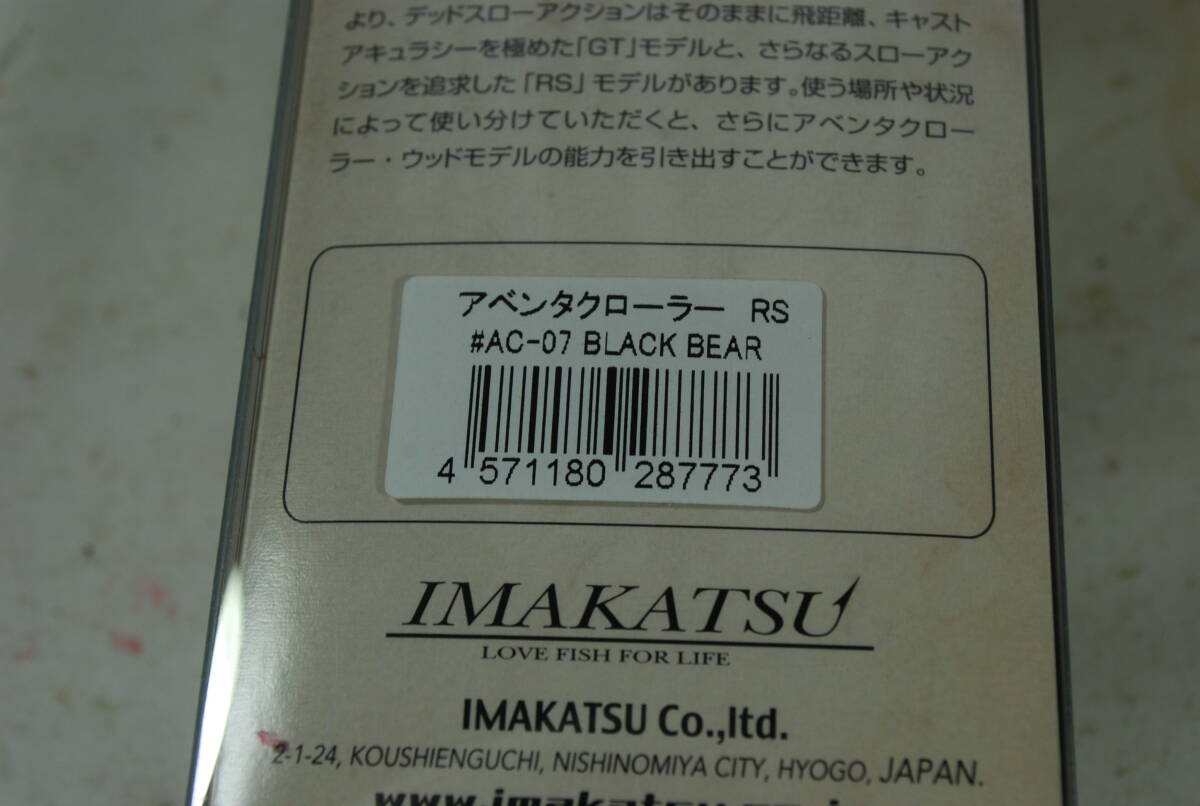 より、デッドスローアクションはそのままに飛距離、キャスト
アキュラシーを極めた「GT」モデルと、さらなるスローアク
ションを追求した「RS」モデルがあります。使う場所や状況
によって使い分けていただくと、さらにアベンタクロー
ラー・ウッドモデルの能力を引き出すことができます。
アベンタクローラー RS
#AC-07 BLACK BEAR
4 571180 287773
IMAKATSU
LOVE FISH FOR LIFE
IMAKATSU Co.,ltd.
2-1-24, KOUSHIENGUCHI, NISHINOMIYA CITY, HYOGO, JAPAN.
www.imakatsu.co.j